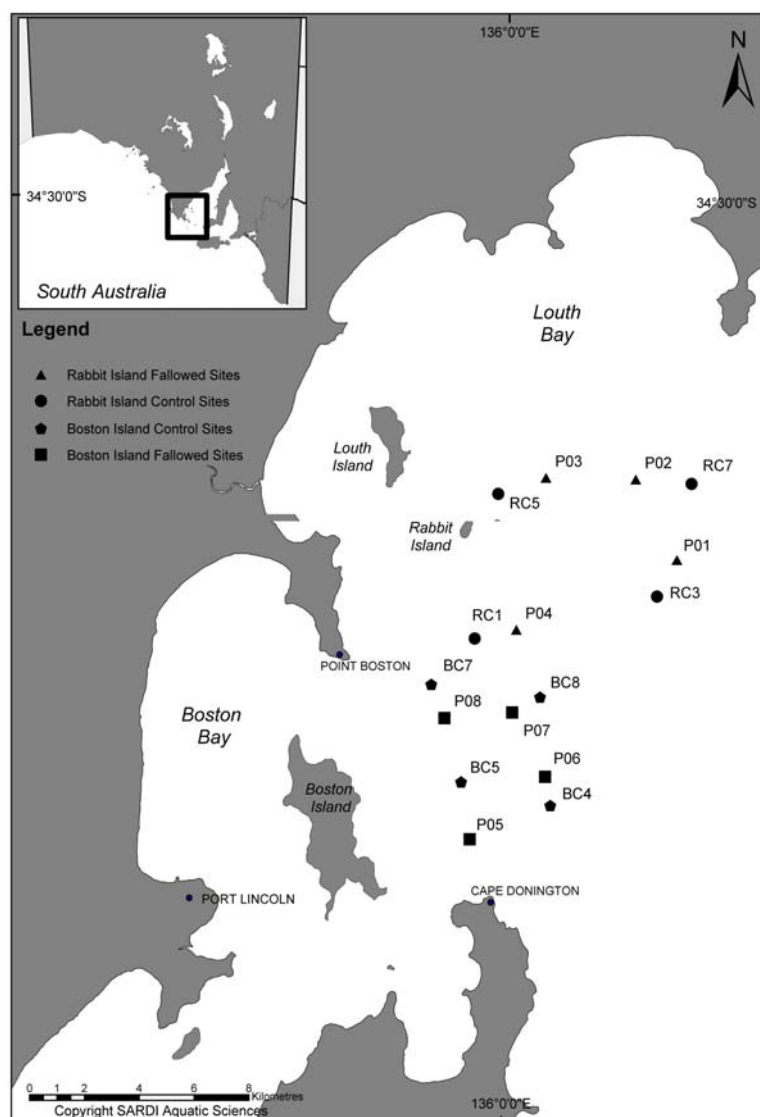 136°0'0"E
N
34°30'0"S
34°30'0"S
South Australia
Legend
Rabbit Island Fallowed Sites
Rabbit Island Control Sites
Boston Island Control Sites
Boston Island Fallowed Sites
Louth
Bay
Louth
Island
P03
P02
RC7
RC5
Rabbit
Island
P01
RC3
RC1
P04
POINT BOSTON
BC7
BC8
P08
P07
Boston
Bay
P06
BC5
BC4
Boston
Island
P05
CAPE DONINGTON
PORT LINCOLN
0 1 2 4 6 8
Kilometres
Copyright SARDI Aquatic Sciences
136°0'0"E